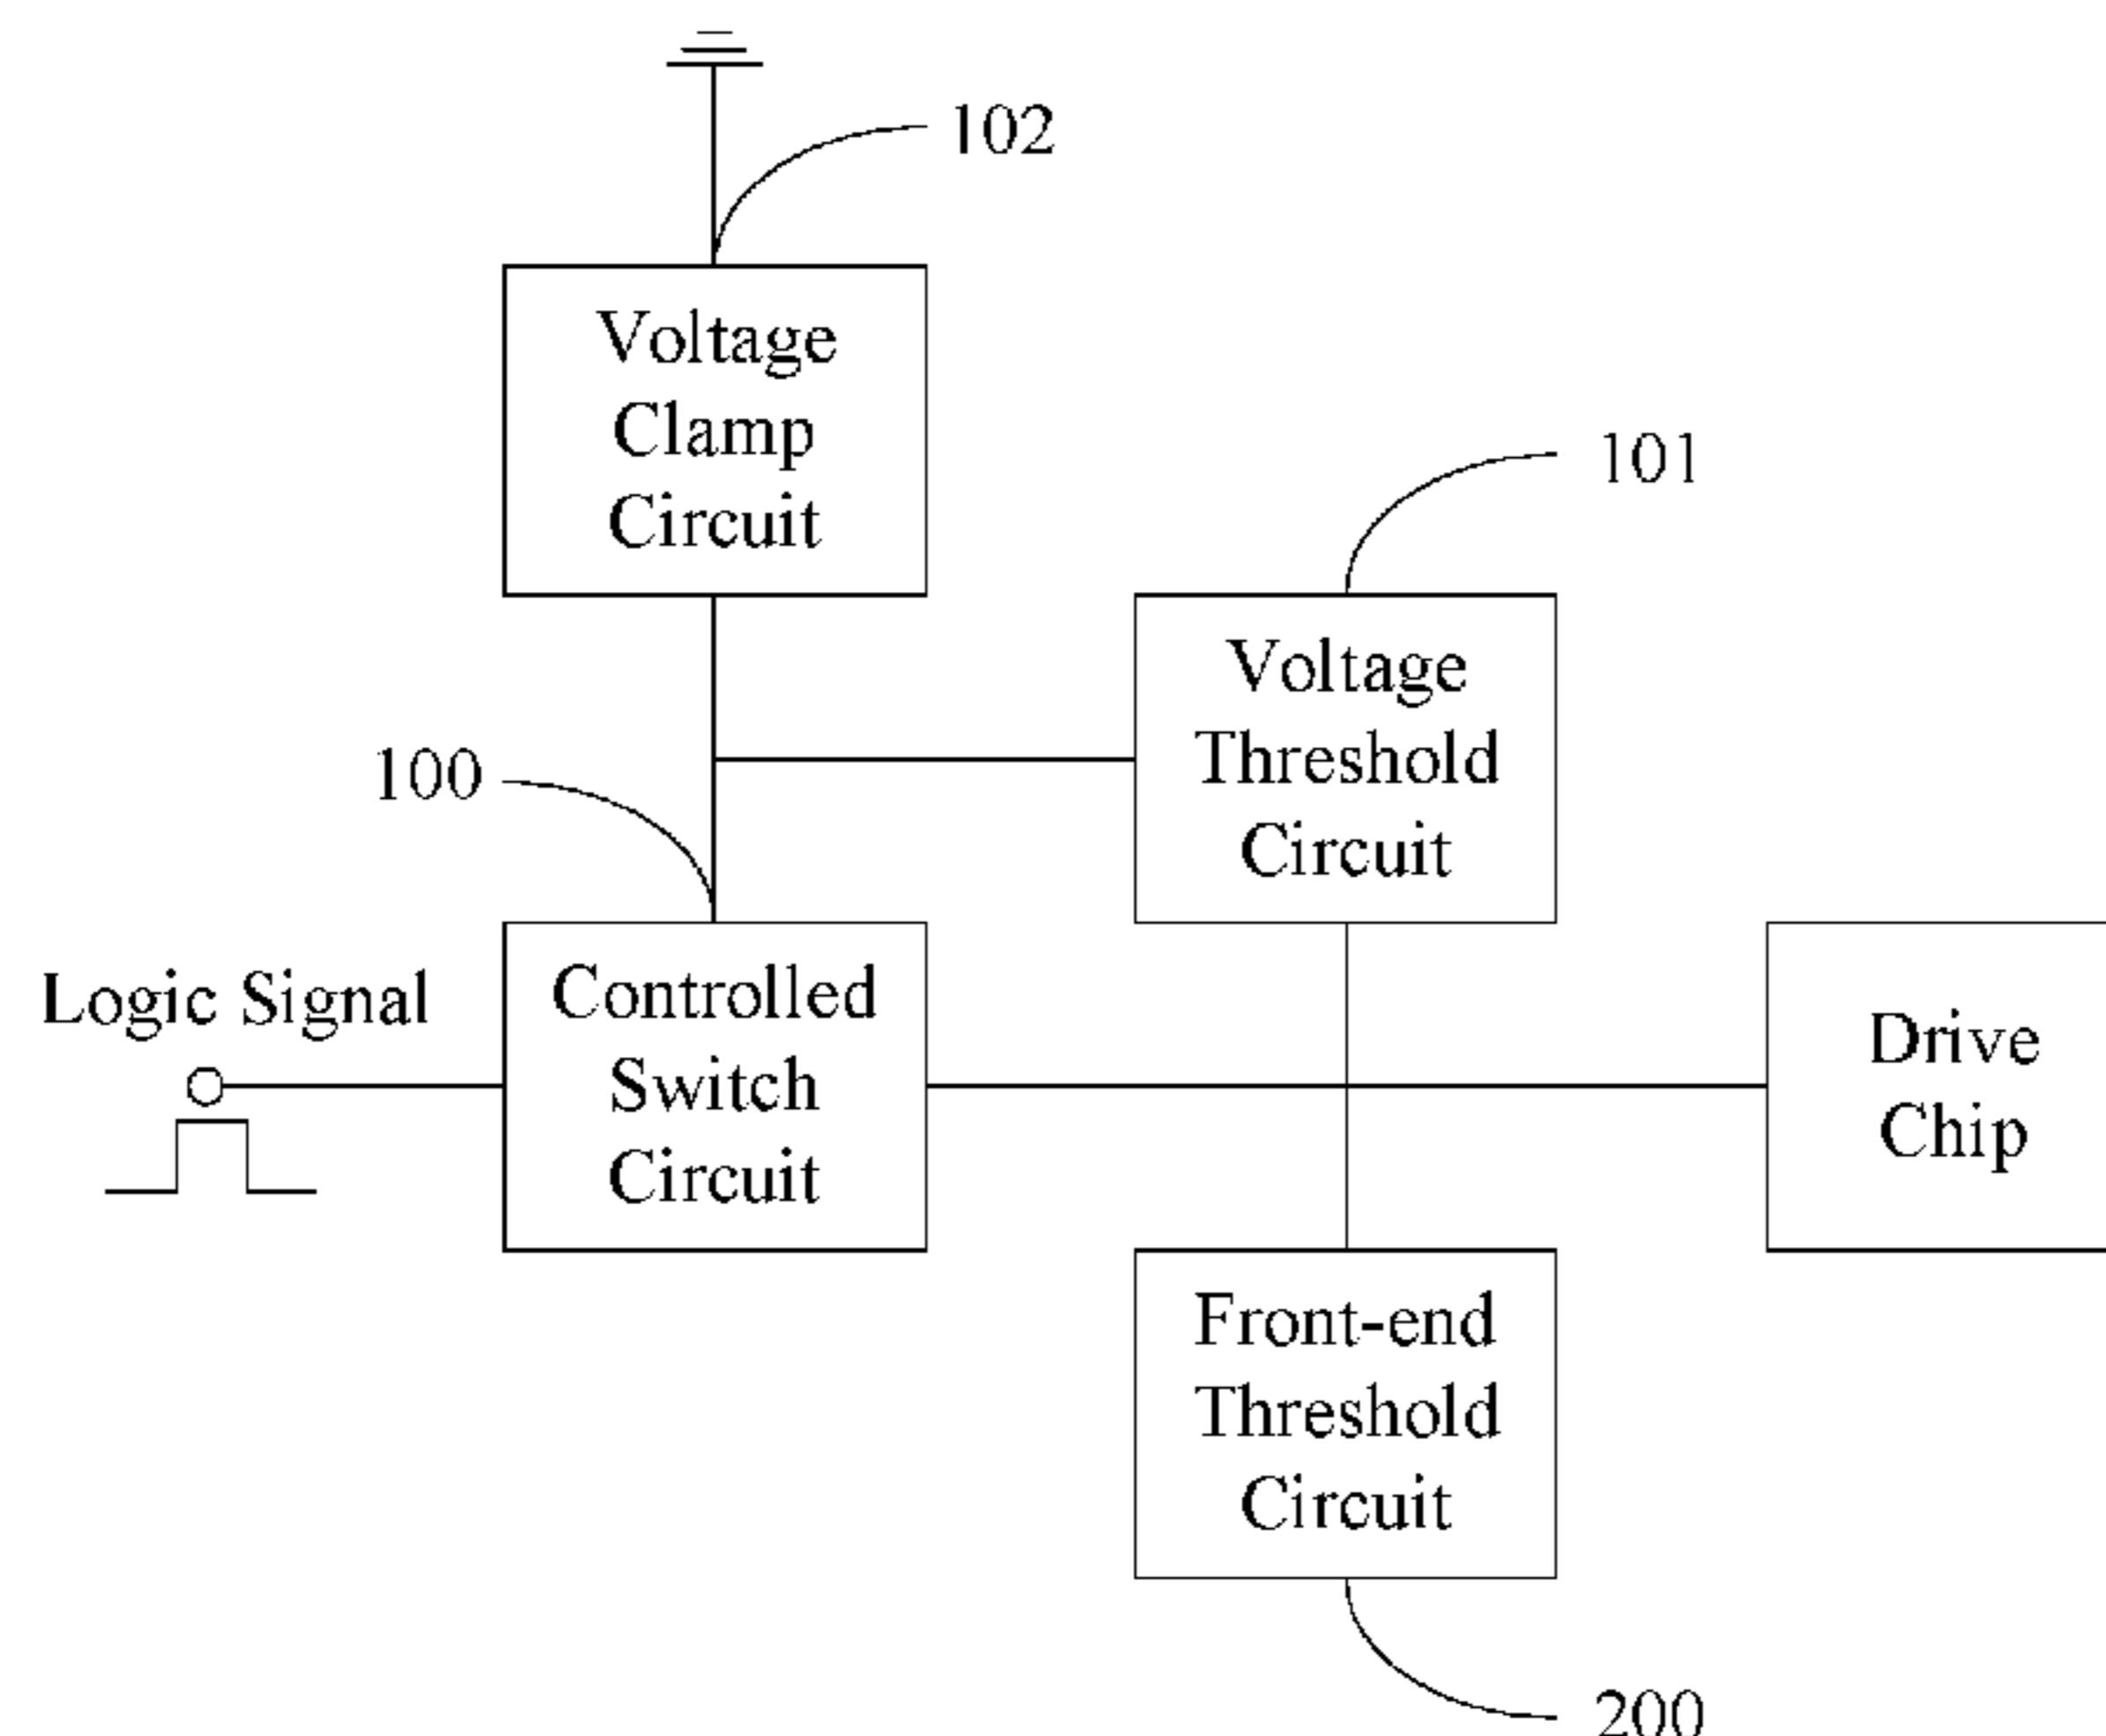 102
Voltage
Clamp
Circuit
101
Voltage
Threshold
Circuit
100
Logic Signal
Controlled
Switch
Circuit
Drive
Chip
Front-end
Threshold
Circuit
200